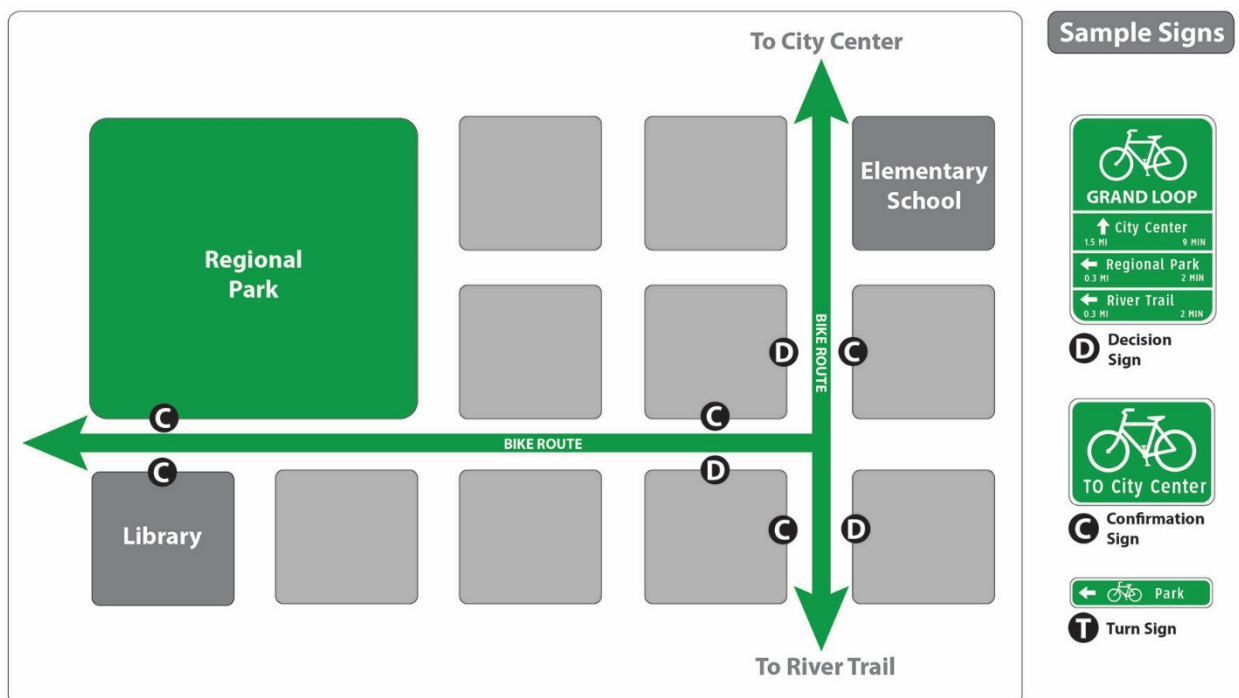 To City Center
Regional
Park
Elementary
School
BIKE ROUTE
D
C
C
C
BIKE ROUTE
C
D
Library
C
D
To River Trail
Sample Signs
GRAND LOOP
City Center
1.5 MI 9 MIN
Regional Park
0.3 MI 2 MIN
River Trail
0.3 MI 2 MIN
D Decision
Sign
TO City Center
C Confirmation
Sign
Park
T Turn Sign